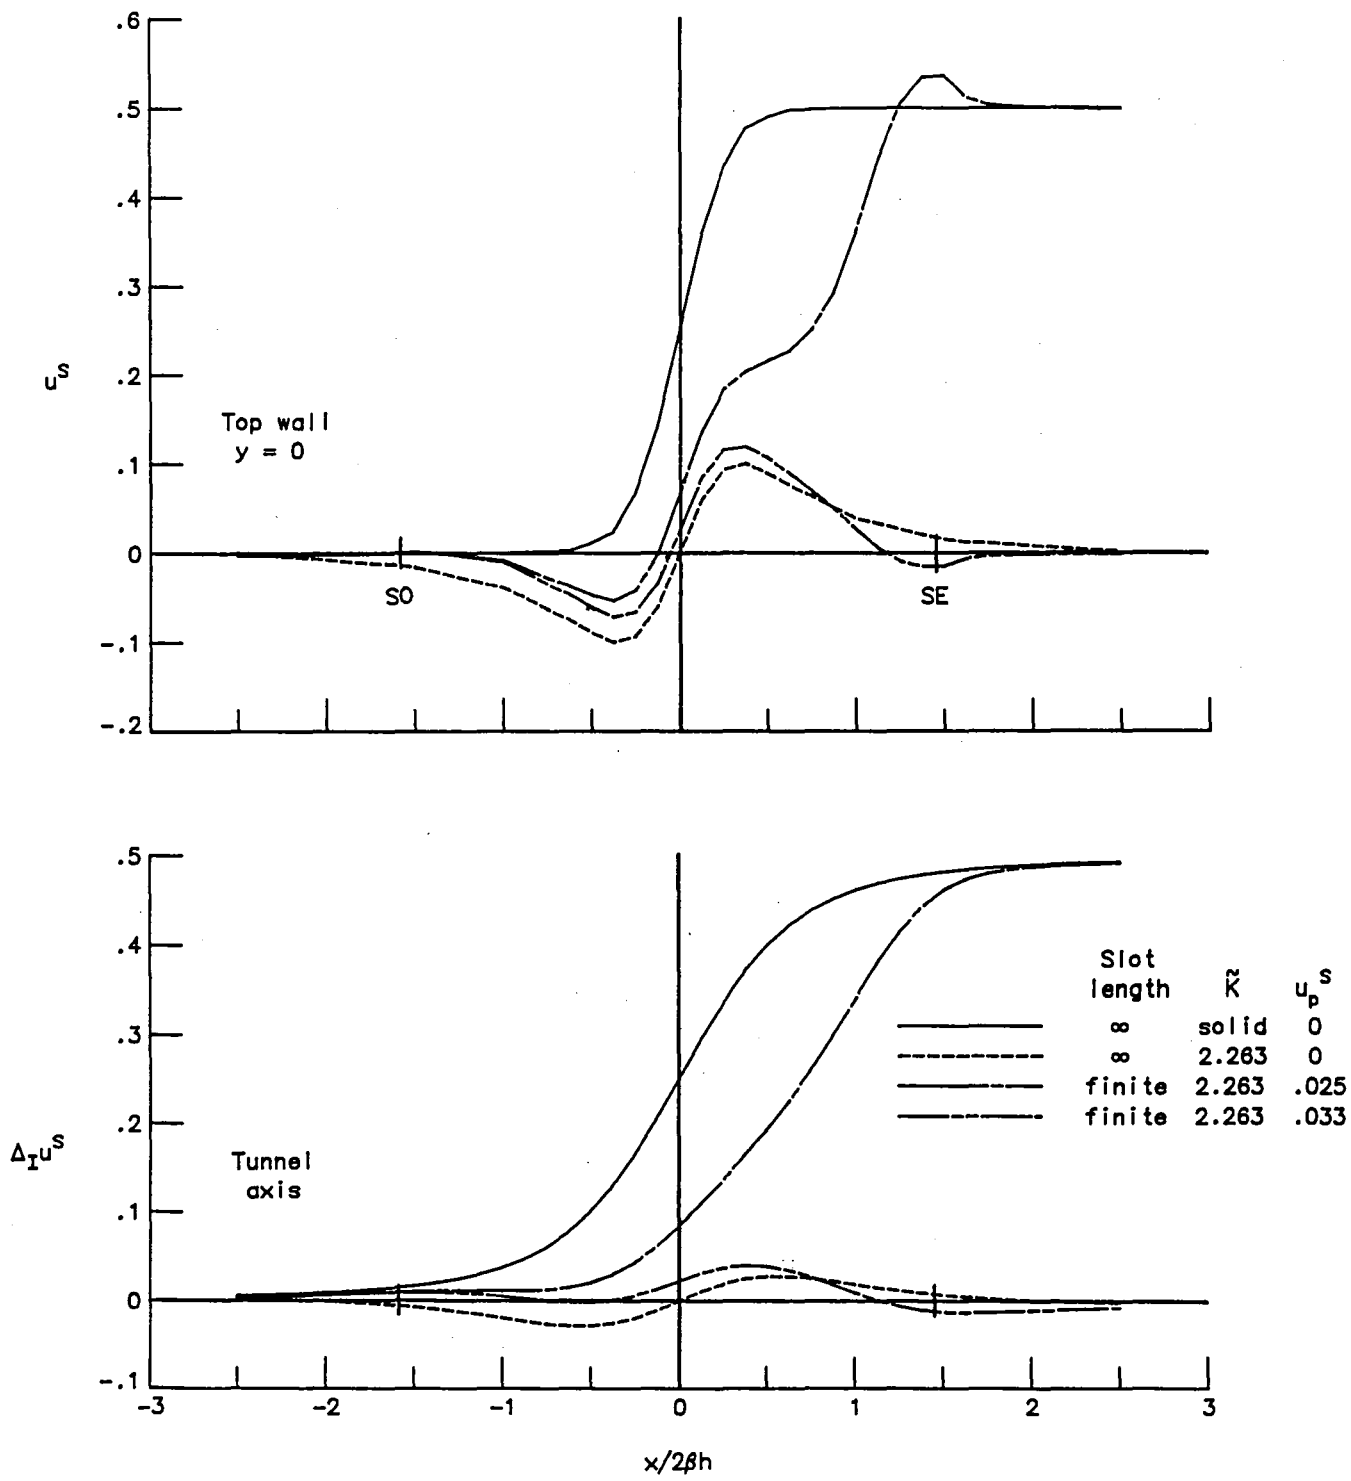 .6
.5
.4
.3
.2
.1
0
-.1
-.2
u^s
Top wall
y = 0
SO
SE
.5
.4
.3
.2
.1
0
-.1
Δ_I u^s
Tunnel
axis
Slot length K̃ u_p^s
∞ solid 0
∞ 2.263 0
finite 2.263 .025
finite 2.263 .033
-3 -2 -1 0 1 2 3
x/2βh